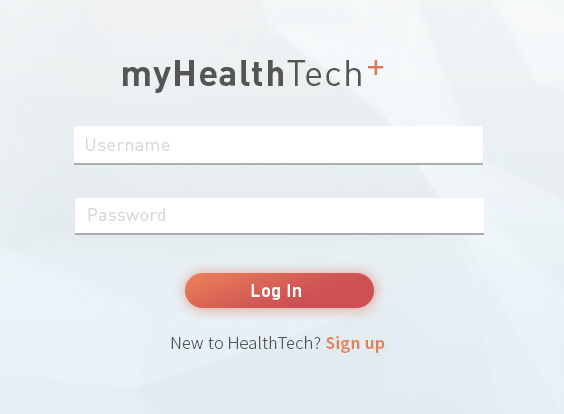 myHealthTech+
Username
Password
Log In
New to HealthTech? Sign up